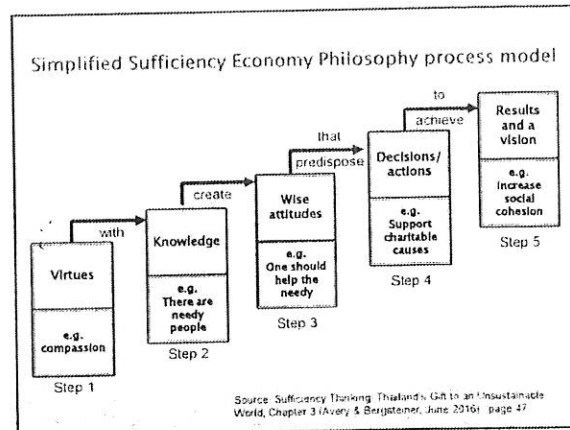 Simplified Sufficiency Economy Philosophy process model
Virtues
e.g.
compassion
Step 1
with
Knowledge
e.g.
There are
needy
people
Step 2
create
Wise
attitudes
e.g.
One should
help the
needy
Step 3
that
predispose
Decisions/
actions
e.g.
Support
charitable
causes
Step 4
to
achieve
Results
and a
vision
e.g.
Increase
social
cohesion
Step 5
Source: Sufficiency Thinking: Thailand's Gift to an Unsustainable
World, Chapter 3 (Avery & Bergsteiner, June 2016) page 47